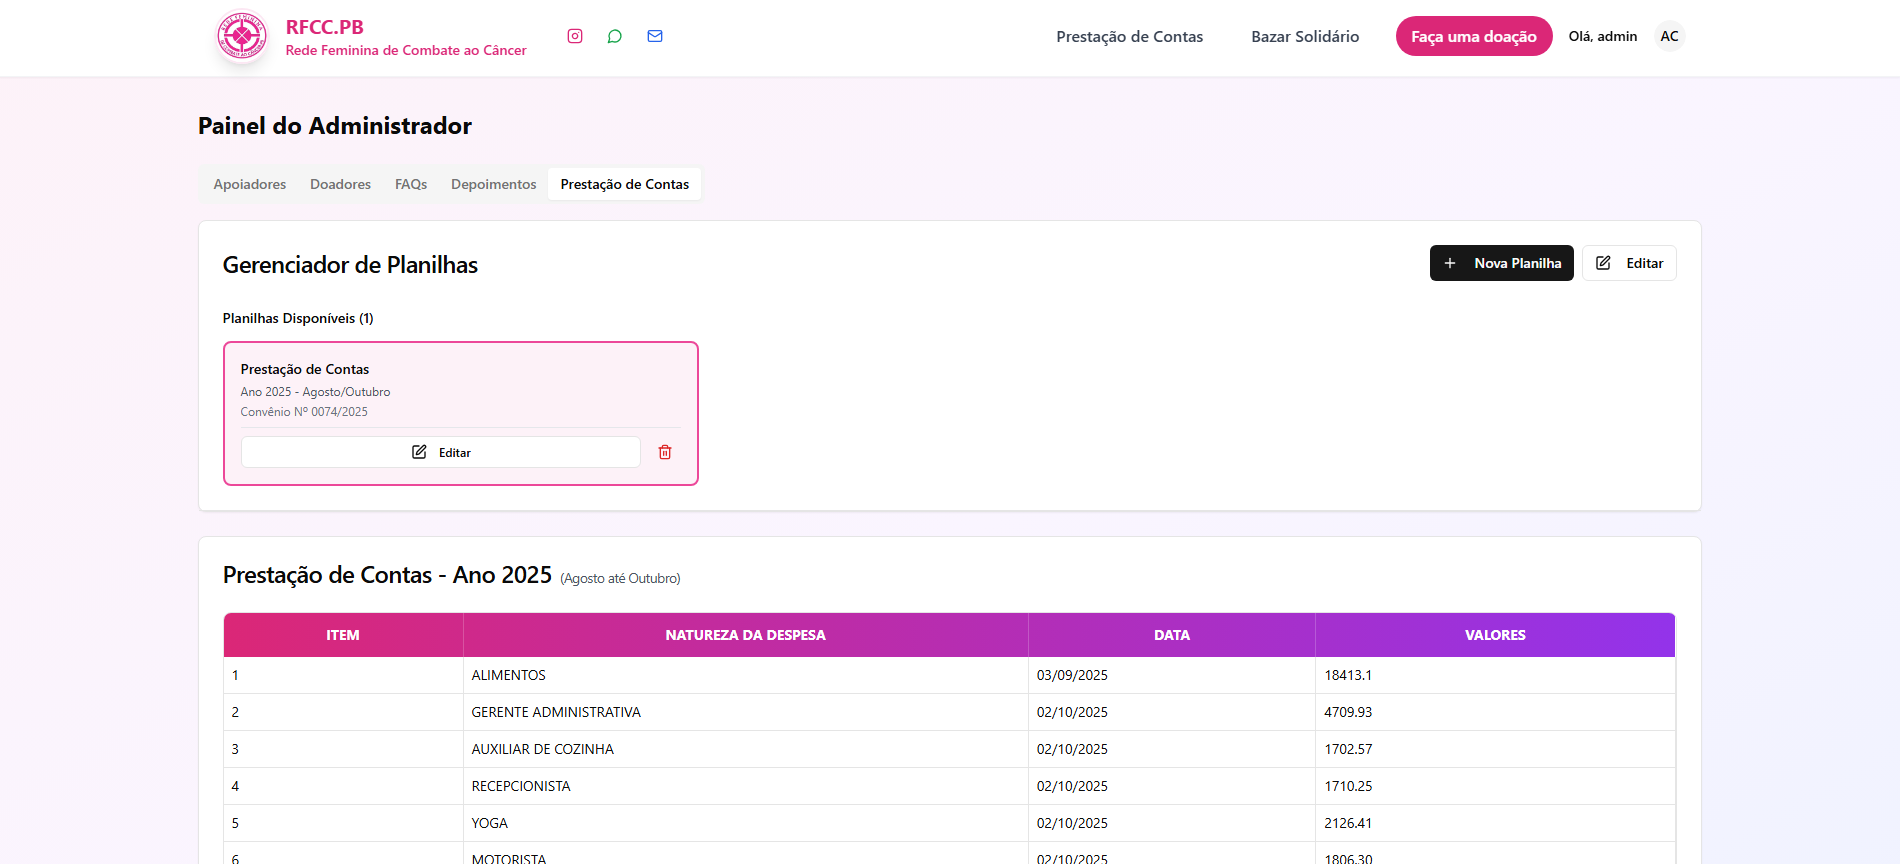 RFCC.PB
Rede Feminina de Combate ao Câncer
Prestação de Contas
Bazar Solidário
Faça uma doação
Olá, admin
AC
Painel do Administrador
Apoiadores
Doadores
FAQs
Depoimentos
Prestação de Contas
Gerenciador de Planilhas
Nova Planilha
Editar
Planilhas Disponíveis (1)
Prestação de Contas
Ano 2025 - Agosto/Outubro
Convênio Nº 0074/2025
Editar
Prestação de Contas - Ano 2025 (Agosto até Outubro)
ITEM NATUREZA DA DESPESA DATA VALORES
1 ALIMENTOS 03/09/2025 18413.1
2 GERENTE ADMINISTRATIVA 02/10/2025 4709.93
3 AUXILIAR DE COZINHA 02/10/2025 1702.57
4 RECEPCIONISTA 02/10/2025 1710.25
5 YOGA 02/10/2025 2126.41
6 MOTORISTA 02/10/2025 1806.30